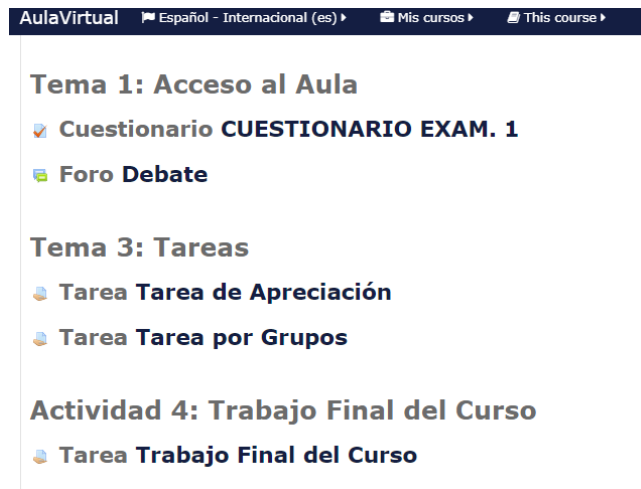 AulaVirtual Español - Internacional (es) Mis cursos This course
Tema 1: Acceso al Aula
Cuestionario CUESTIONARIO EXAM. 1
Foro Debate
Tema 3: Tareas
Tarea Tarea de Apreciación
Tarea Tarea por Grupos
Actividad 4: Trabajo Final del Curso
Tarea Trabajo Final del Curso